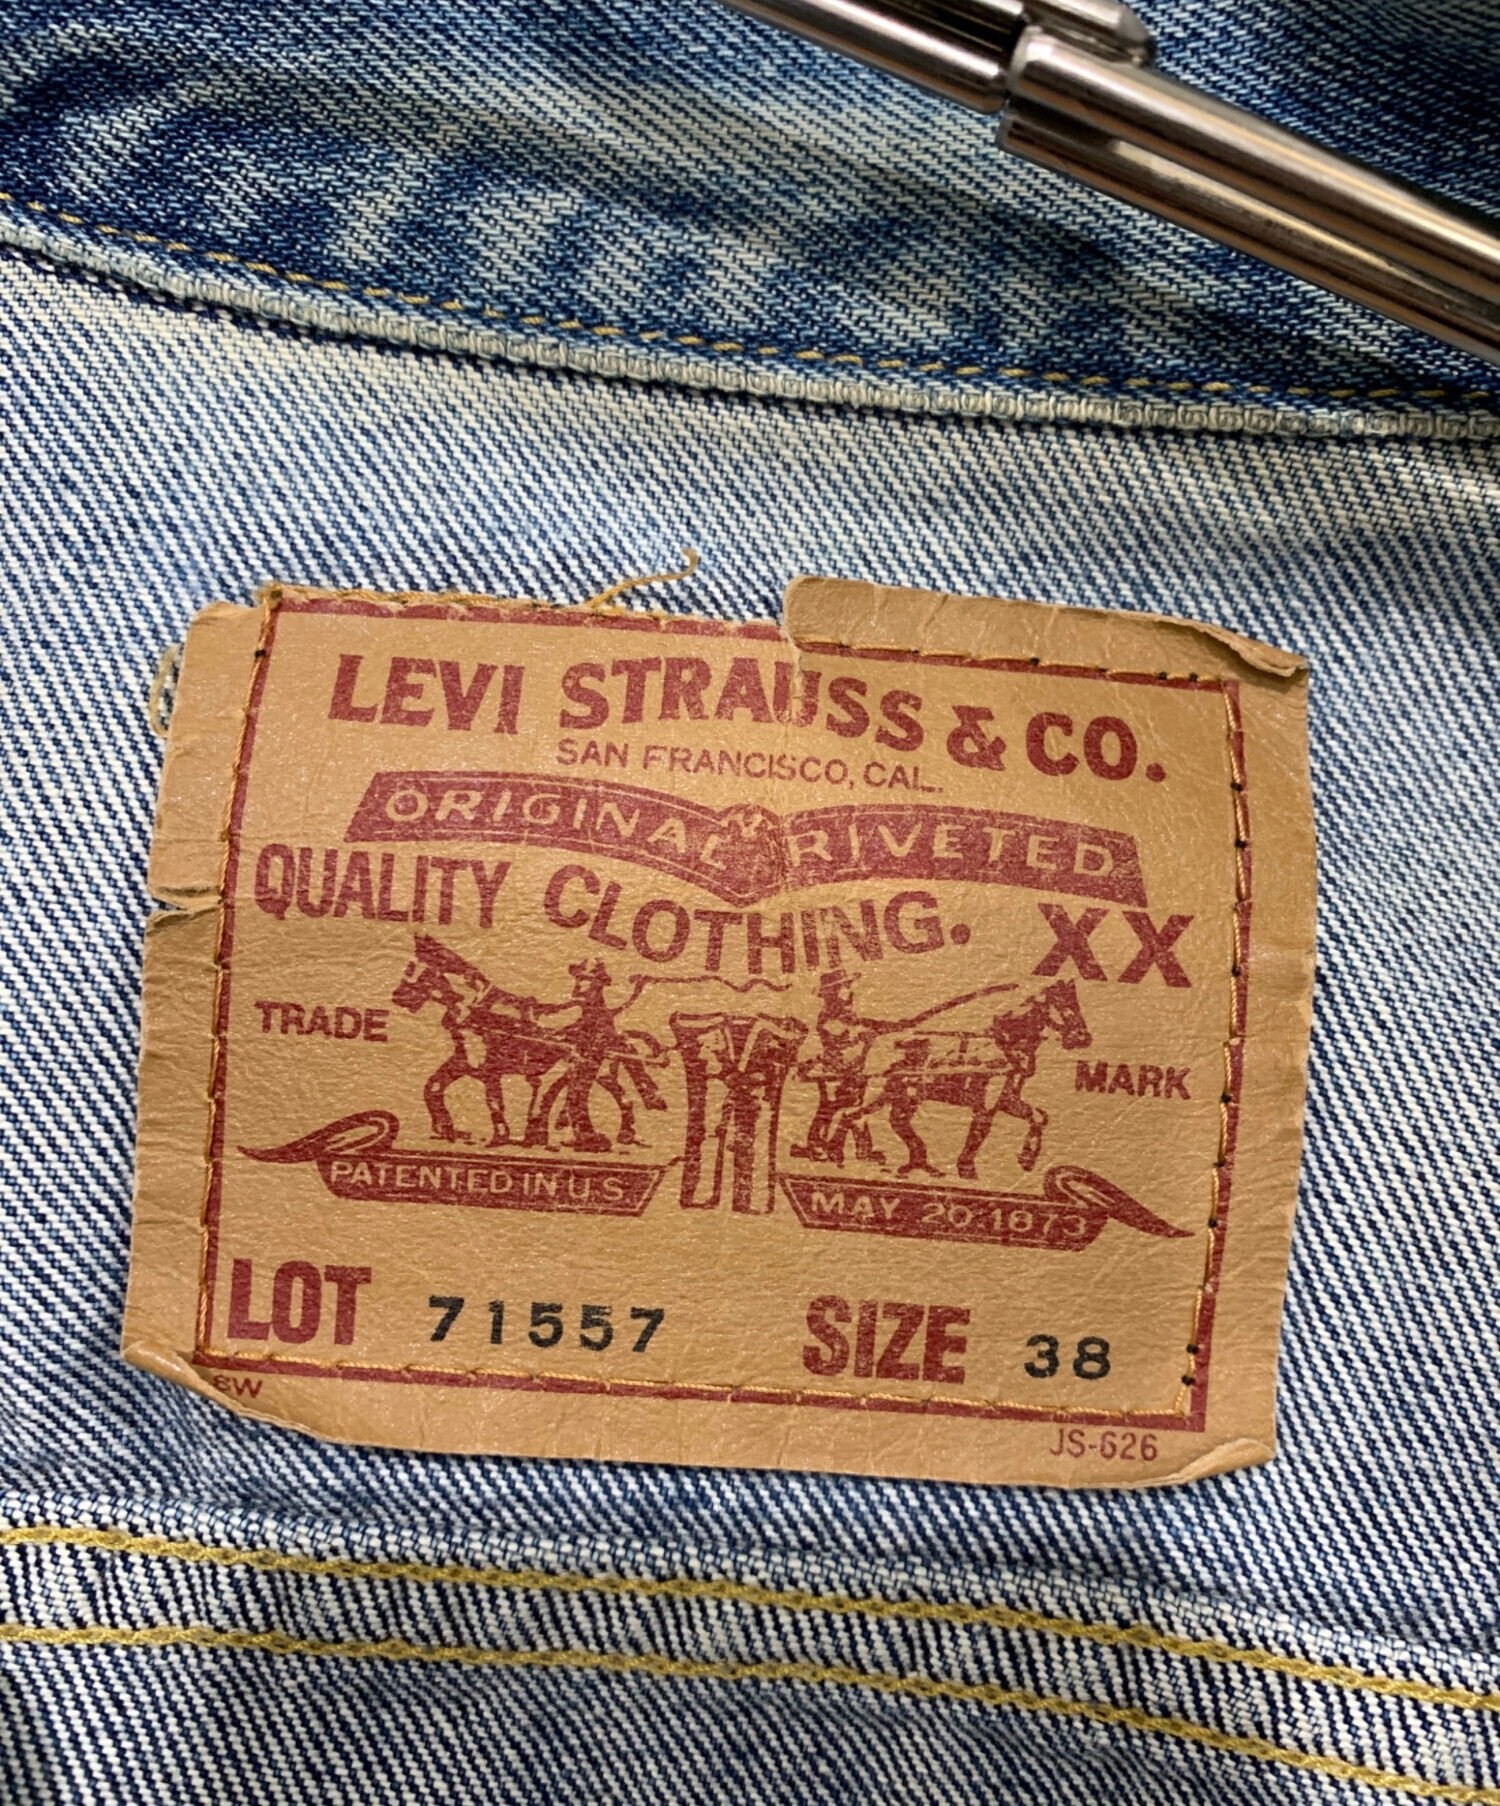 LEVI STRAUSS & CO.
SAN FRANCISCO, CAL.
ORIGINAL RIVETED
QUALITY CLOTHING. XX
TRADE MARK
PATENTED IN U.S. MAY 20 1873
LOT 71557 SIZE 38
JS-626